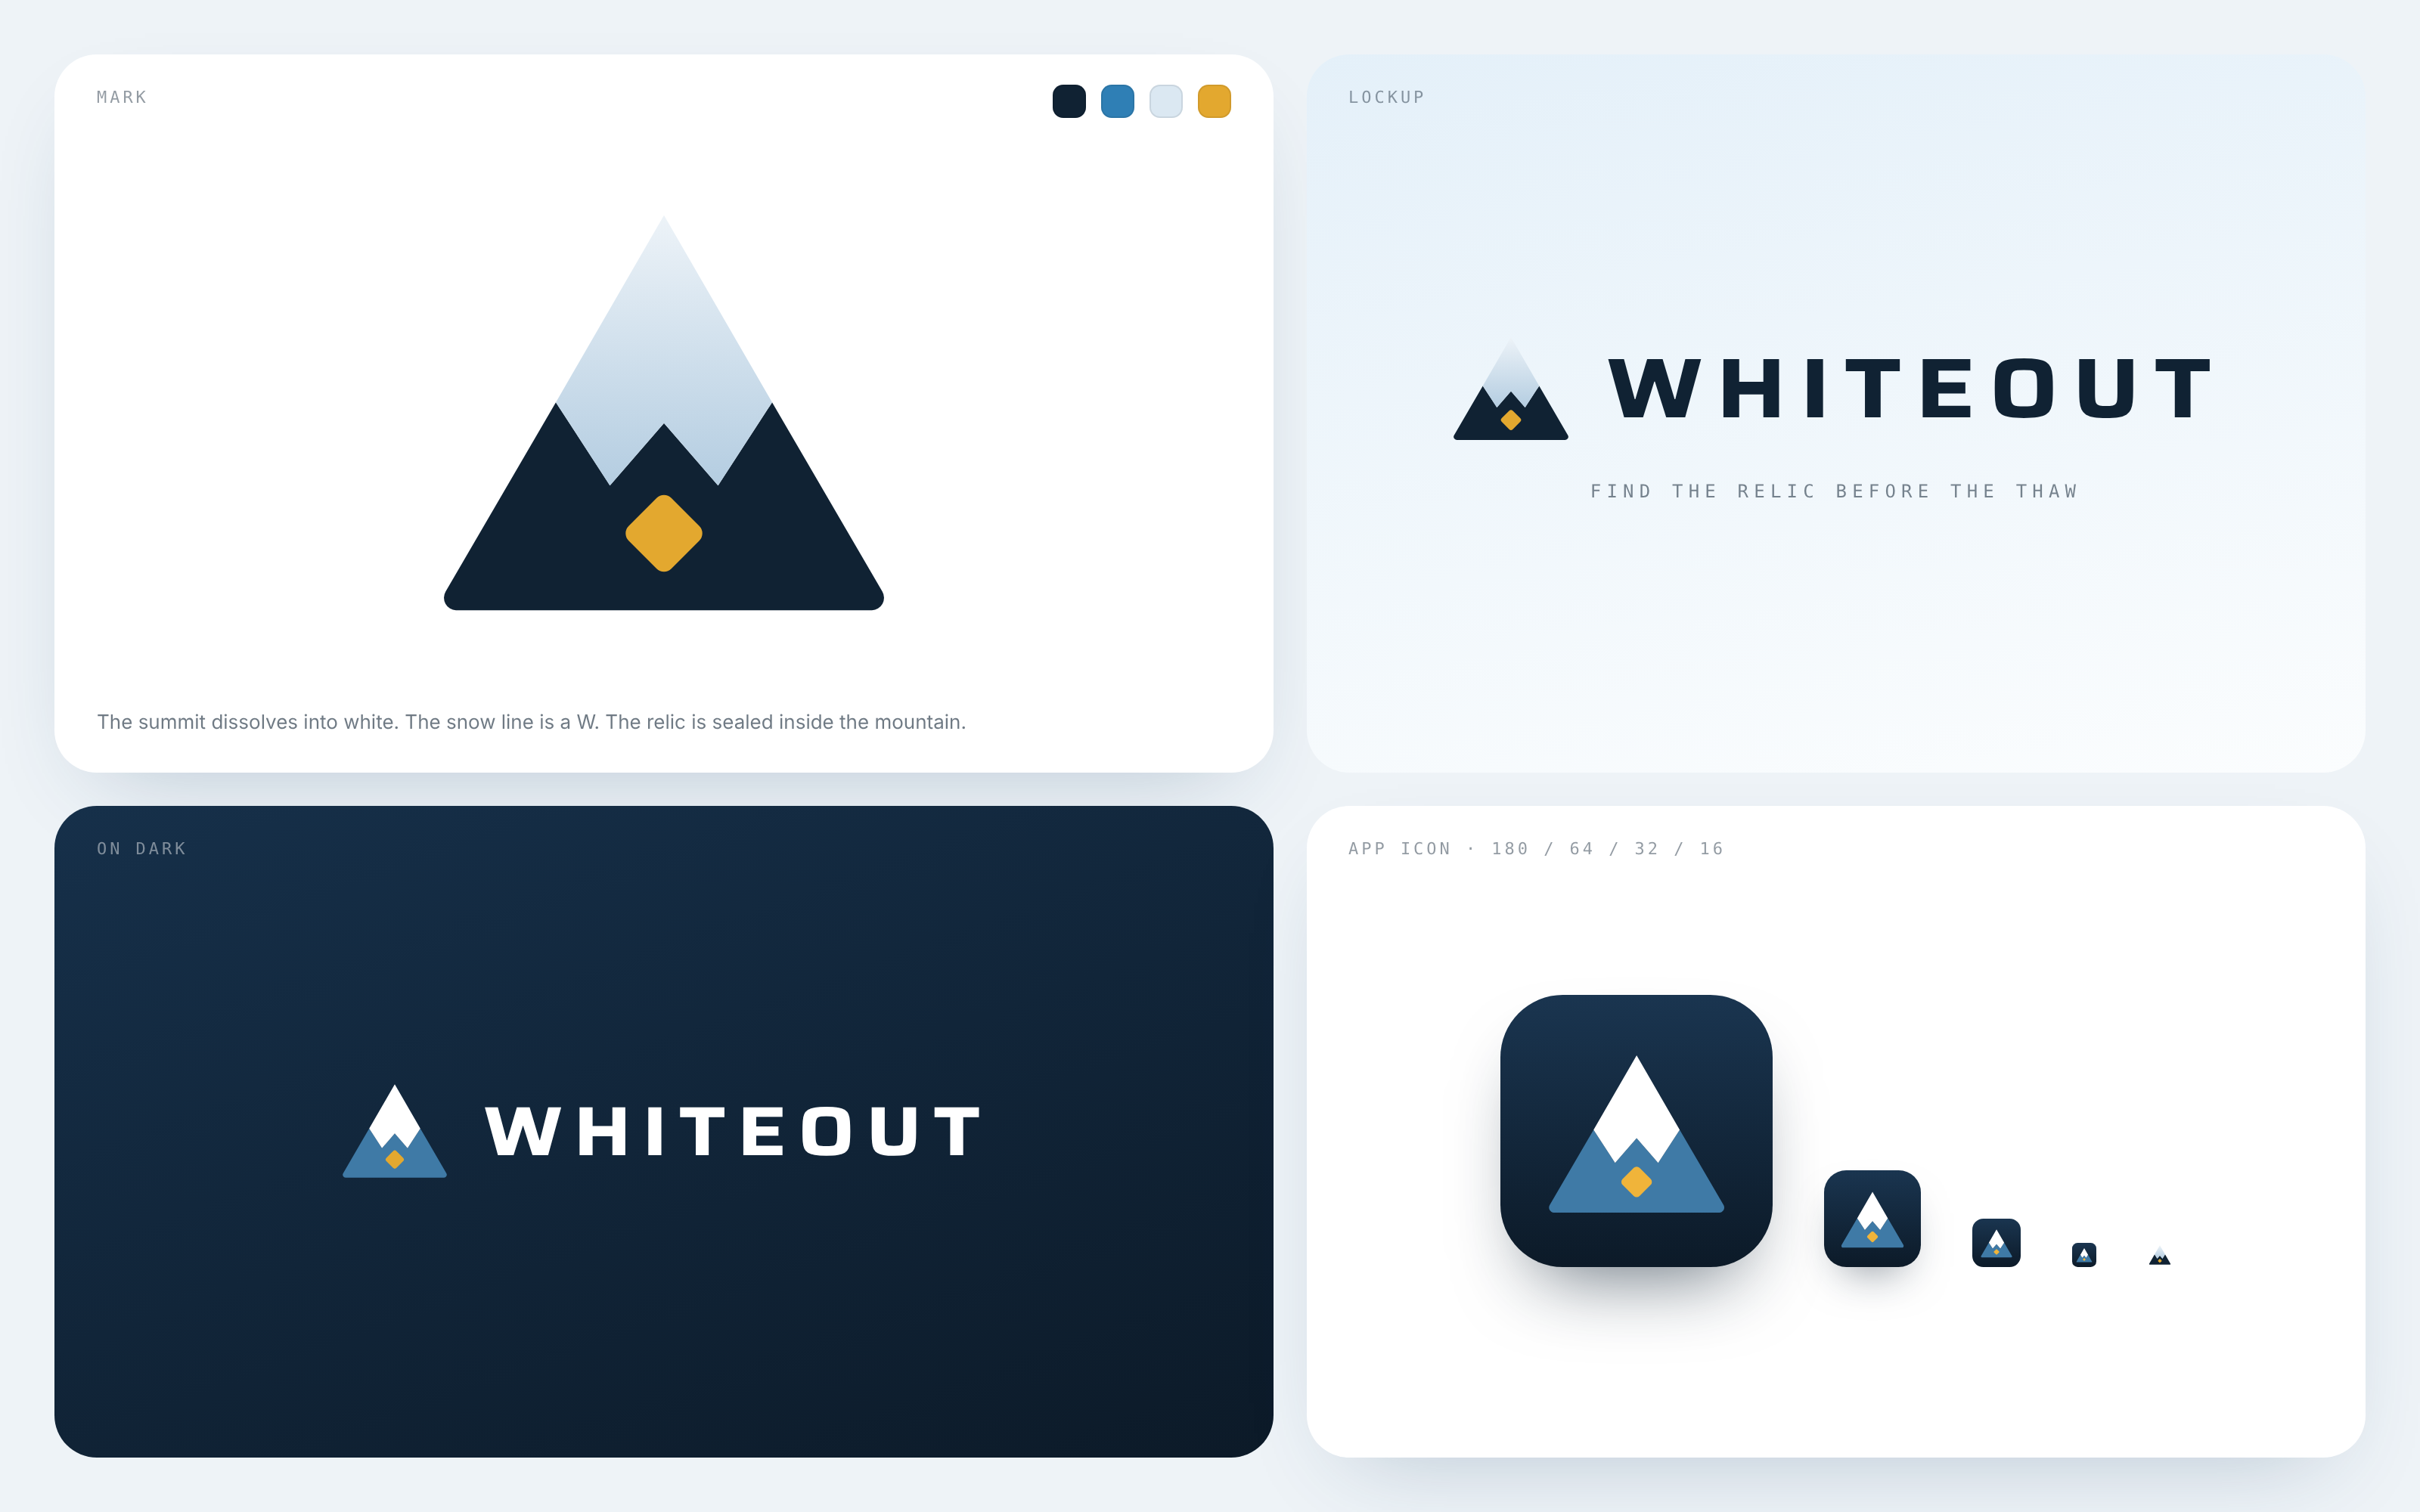 MARK
The summit dissolves into white. The snow line is a W. The relic is sealed inside the mountain.
LOCKUP
WHITEOUT
FIND THE RELIC BEFORE THE THAW
ON DARK
WHITEOUT
APP ICON · 180 / 64 / 32 / 16